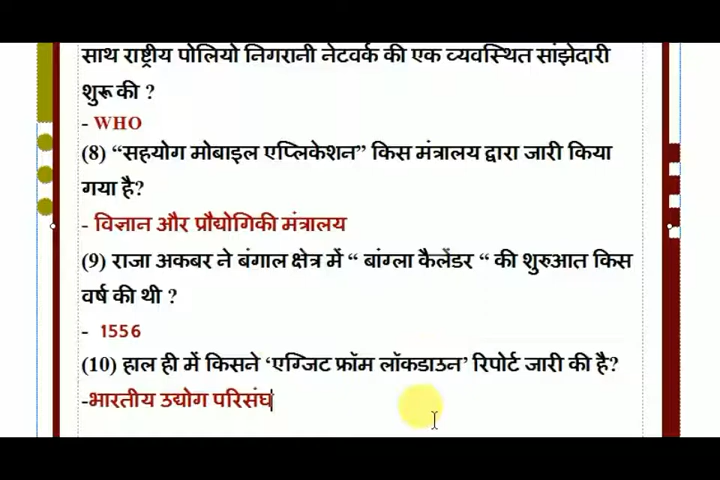 साथ राष्ट्रीय पोलियो निगरानी नेटवर्क की एक व्यवस्थित सांझेदारी
शुरू की ?
- WHO
(8) “सहयोग मोबाइल एप्लिकेशन” किस मंत्रालय द्वारा जारी किया
गया है?
- विज्ञान और प्रौद्योगिकी मंत्रालय
(9) राजा अकबर ने बंगाल क्षेत्र में “ बांग्ला कैलेंडर “ की शुरुआत किस
वर्ष की थी ?
- 1556
(10) हाल ही में किसने ‘एग्जिट फ्रॉम लॉकडाउन’ रिपोर्ट जारी की है?
-भारतीय उद्योग परिसंघ